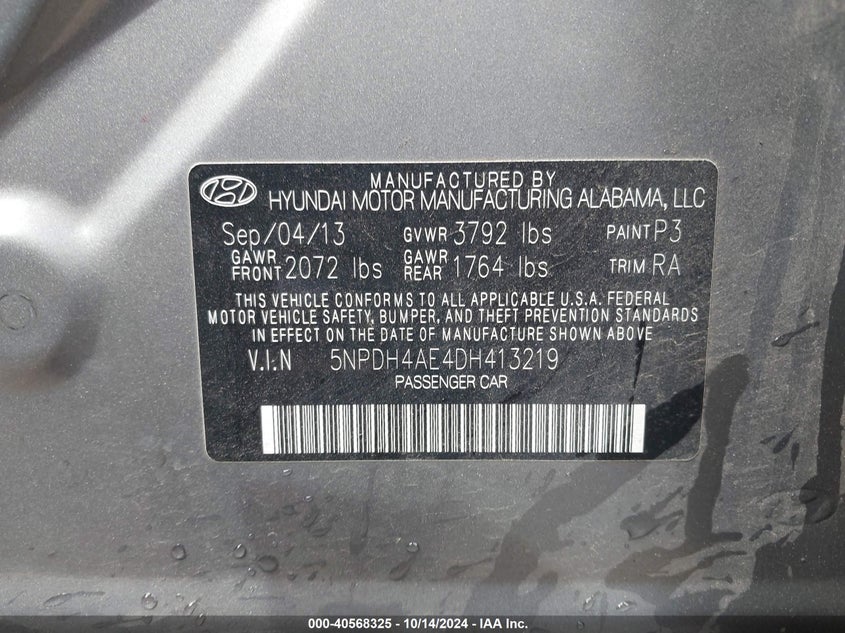 MANUFACTURED BY
HYUNDAI MOTOR MANUFACTURING ALABAMA, LLC
Sep/04/13 GVWR 3792 lbs PAINT P3
GAWR FRONT 2072 lbs GAWR REAR 1764 lbs TRIM RA
THIS VEHICLE CONFORMS TO ALL APPLICABLE U.S.A. FEDERAL
MOTOR VEHICLE SAFETY, BUMPER, AND THEFT PREVENTION STANDARDS
IN EFFECT ON THE DATE OF MANUFACTURE SHOWN ABOVE
V.I.N 5NPDH4AE4DH413219
PASSENGER CAR
000-40568325 - 10/14/2024 - IAA Inc.